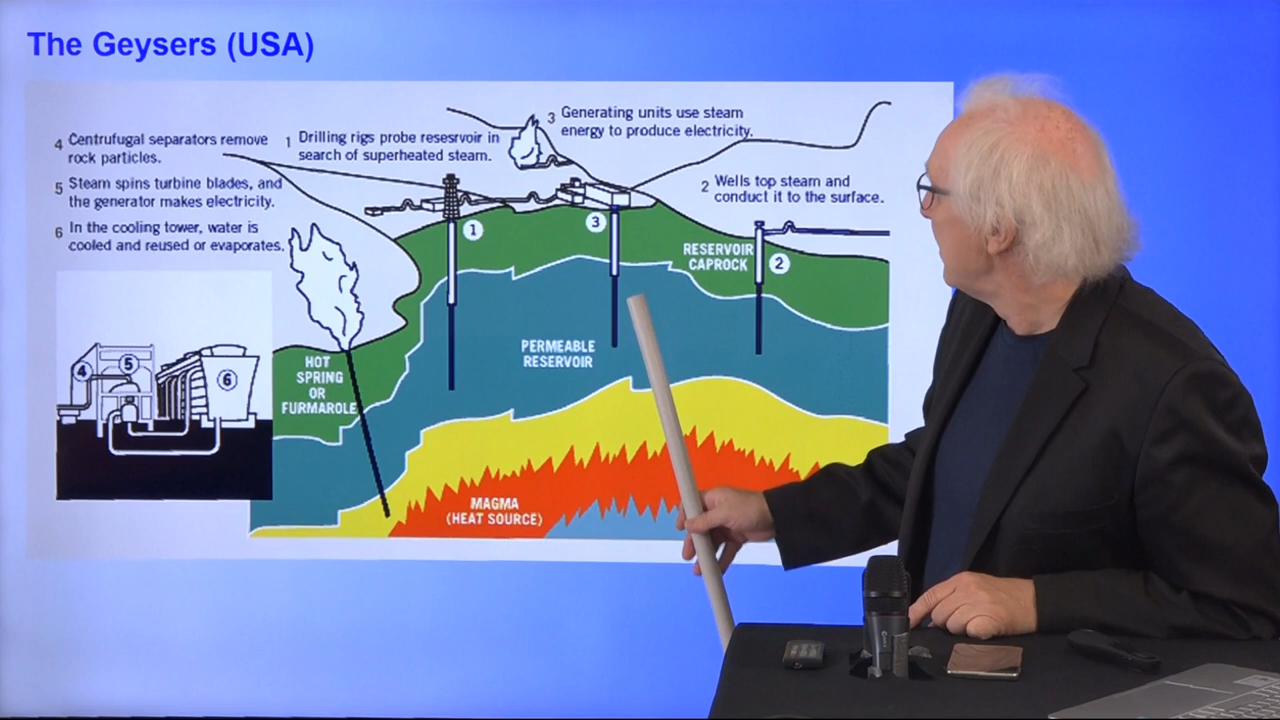 The Geysers (USA)
4 Centrufugal separators remove
rock particles.
5 Steam spins turbine blades, and
the generator makes electricity.
6 In the cooling tower, water is
cooled and reused or evaporates.
1 Drilling rigs probe resesrvoir in
search of superheated steam.
3 Generating units use steam
energy to produce electricity.
2 Wells top steam and
conduct it to the surface.
1
3
2
RESERVOIR
CAPROCK
PERMEABLE
RESERVOIR
HOT
SPRING
OR
FURMAROLE
4
5
6
MAGMA
(HEAT SOURCE)